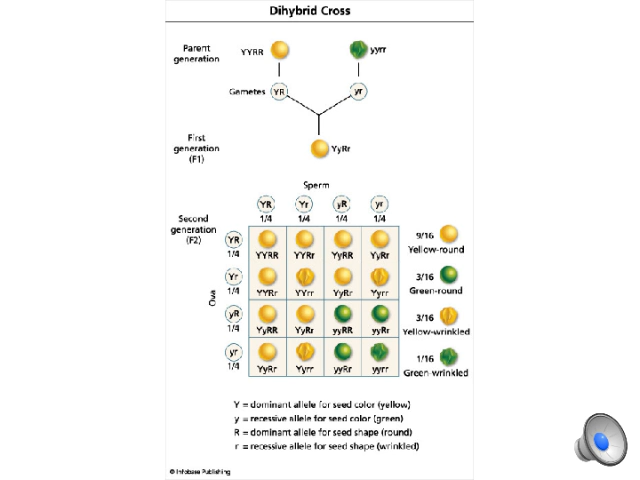 Dihybrid Cross
Parent generation
YYRR
yyrr
Gametes
YR
yr
First generation (F1)
YyRr
Sperm
YR Yr yR yr
1/4 1/4 1/4 1/4
Second generation (F2)
Ova
YR
1/4
YYRR YYRr YyRR YyRr
Yr
1/4
YYRr YYrr YyRr Yyrr
yR
1/4
YyRR YyRr yyRR yyRr
yr
1/4
YyRr Yyrr yyRr yyrr
9/16
Yellow-round
3/16
Green-round
3/16
Yellow-wrinkled
1/16
Green-wrinkled
Y = dominant allele for seed color (yellow)
y = recessive allele for seed color (green)
R = dominant allele for seed shape (round)
r = recessive allele for seed shape (wrinkled)
© Infobase Publishing